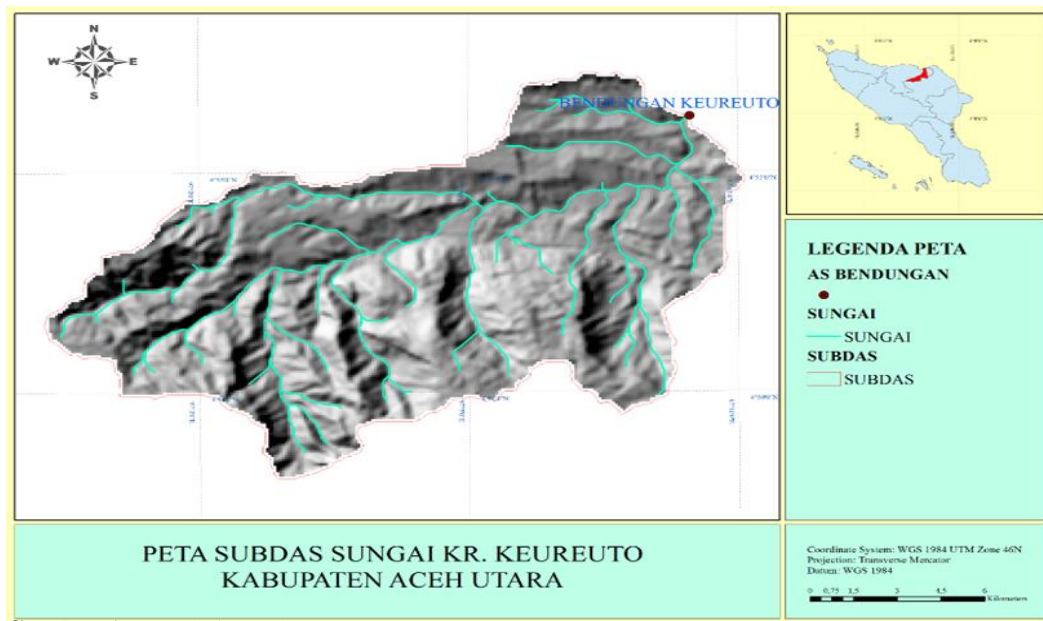 N
W E
S
BENDUNGAN KEUREUTO
LEGENDA PETA
AS BENDUNGAN
SUNGAI
SUNGAI
SUBDAS
SUBDAS
PETA SUBDAS SUNGAI KR. KEUREUTO
KABUPATEN ACEH UTARA
Coordinate System: WGS 1984 UTM Zone 46N
Projection: Transverse Mercator
Datum: WGS 1984
0 0,75 1,5 3 4,5 6
Kilometers